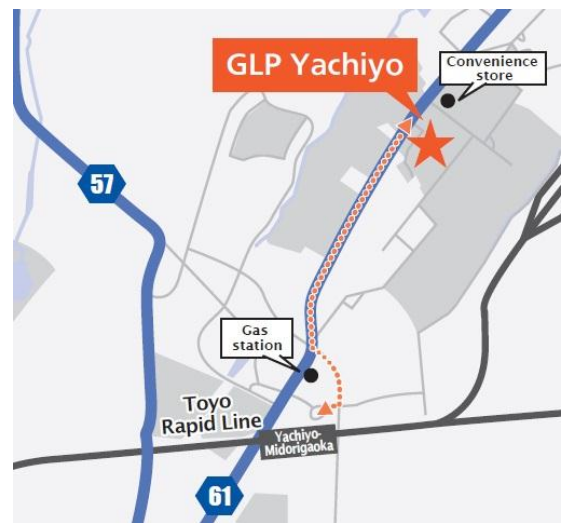 GLP Yachiyo
Convenience
store
57
Gas
station
Toyo
Rapid Line
Yachiyo-
Midorigaoka
61